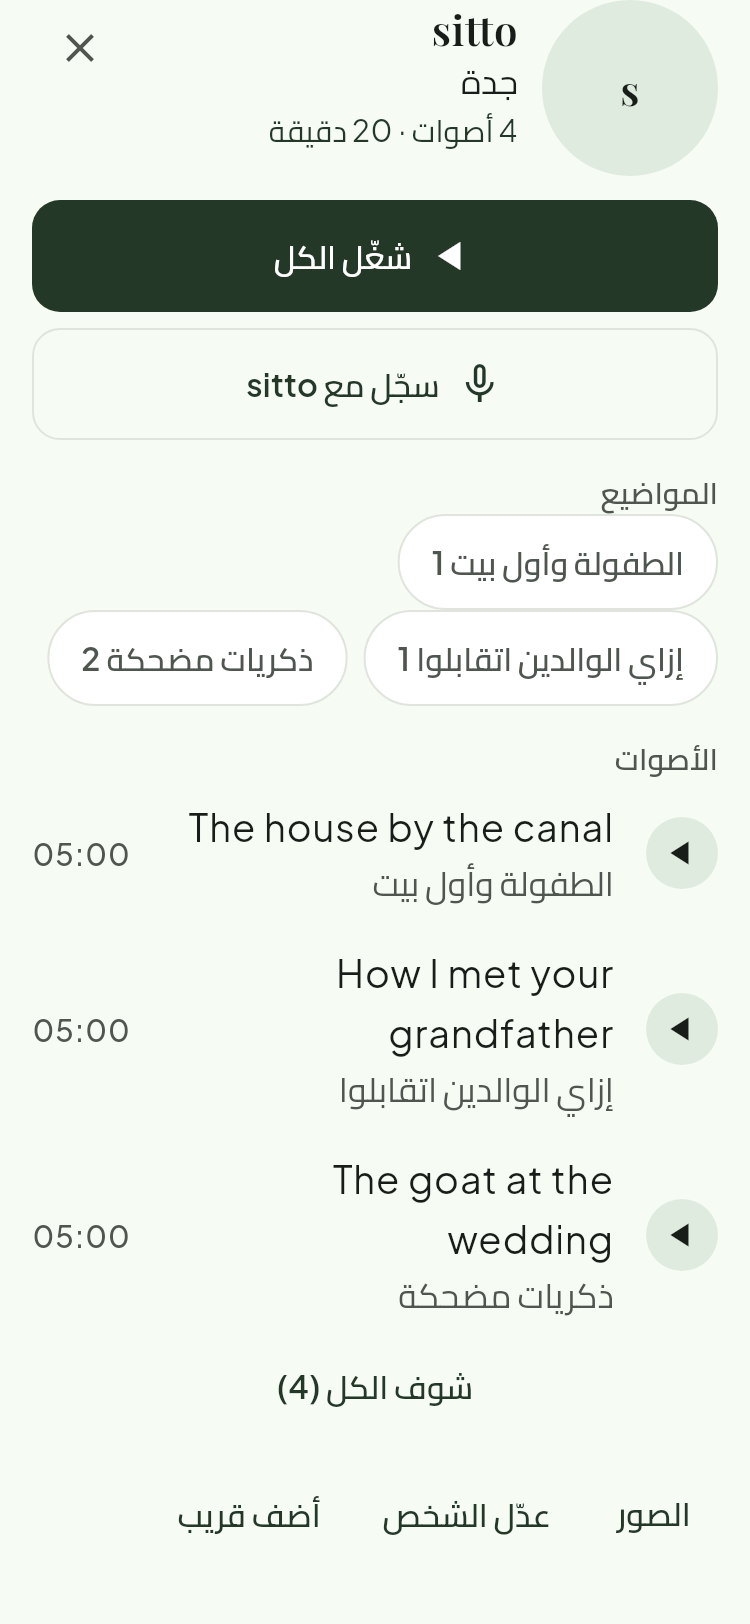 sitto
s
جدة
4 أصوات · 20 دقيقة
شغّل الكل
سجّل مع sitto
المواضيع
الطفولة وأول بيت 1
إزاي الوالدين اتقابلوا 1
ذكريات مضحكة 2
الأصوات
The house by the canal
الطفولة وأول بيت
05:00
How I met your
grandfather
إزاي الوالدين اتقابلوا
05:00
The goat at the
wedding
ذكريات مضحكة
05:00
شوف الكل (4)
الصور
عدّل الشخص
أضف قريب